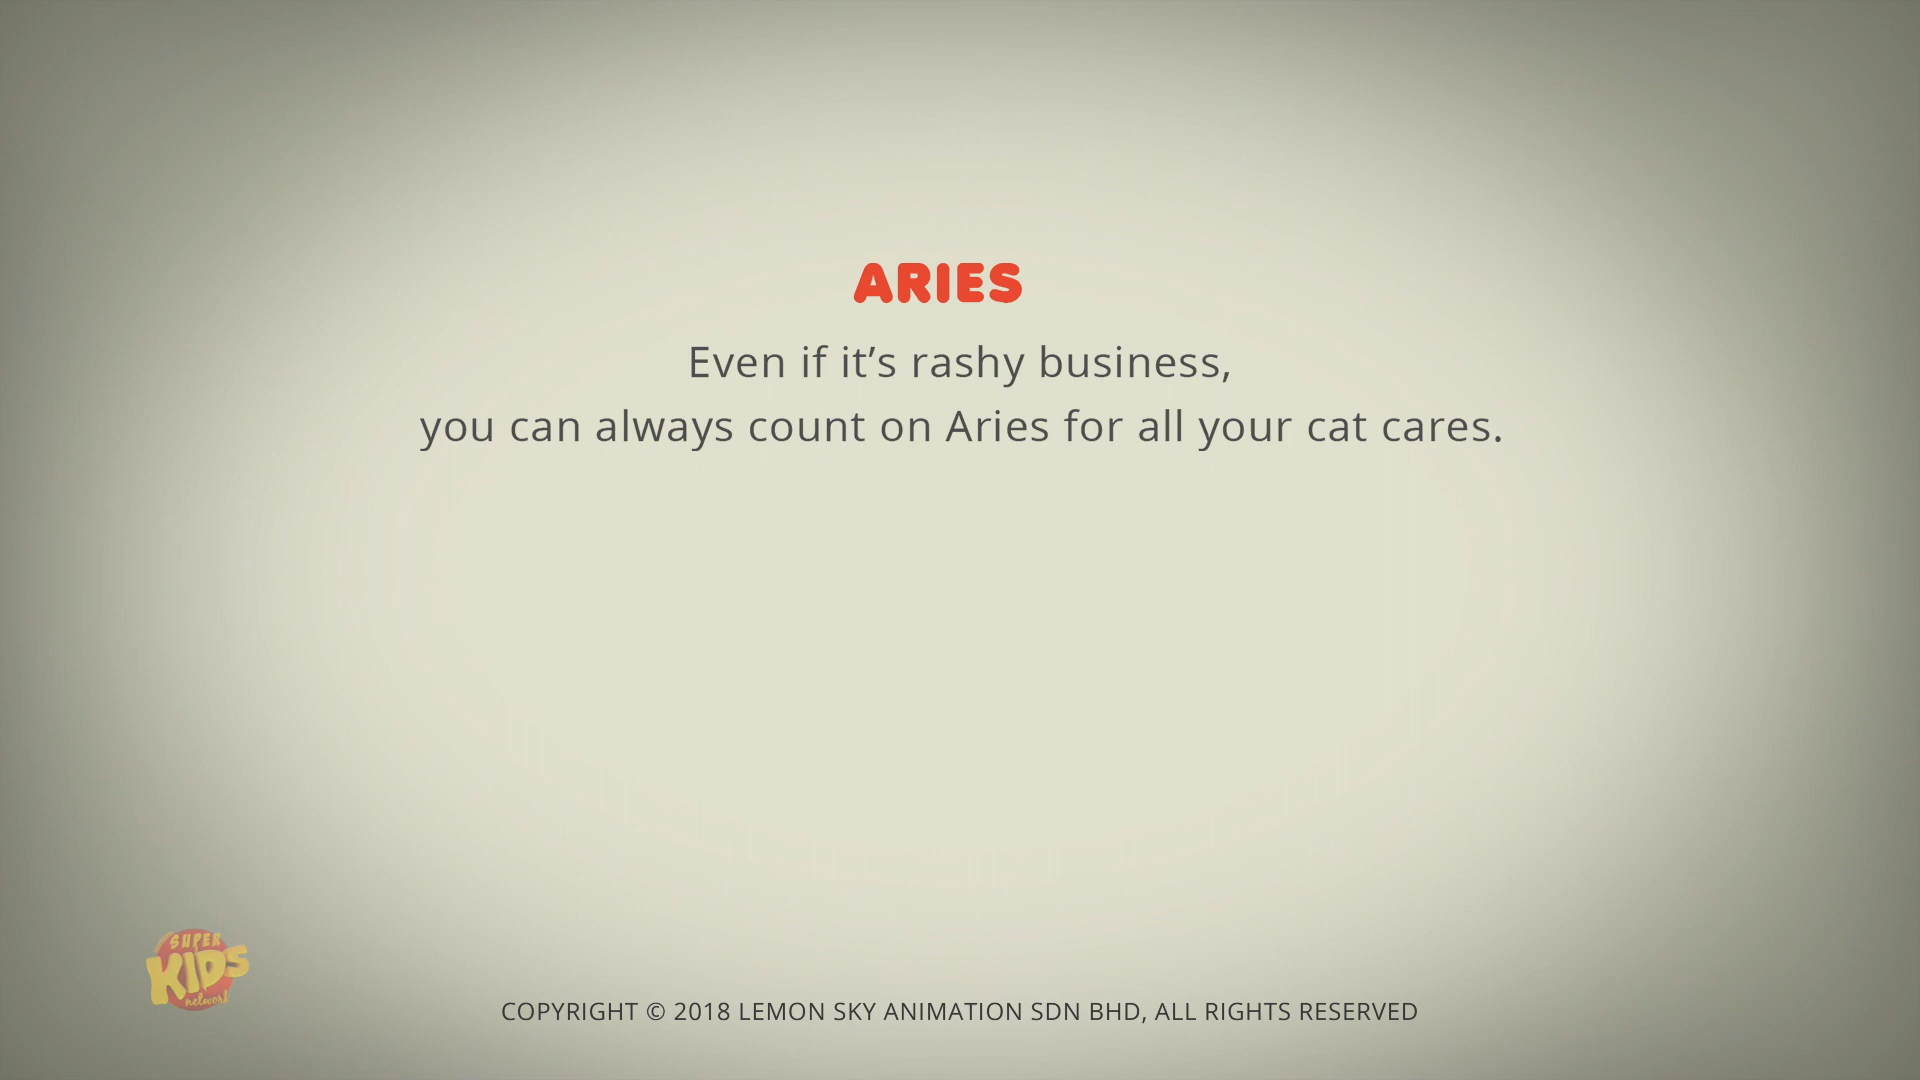 ARIES
Even if it’s rashy business,
you can always count on Aries for all your cat cares.
SUPER
KIDS
network
COPYRIGHT © 2018 LEMON SKY ANIMATION SDN BHD, ALL RIGHTS RESERVED